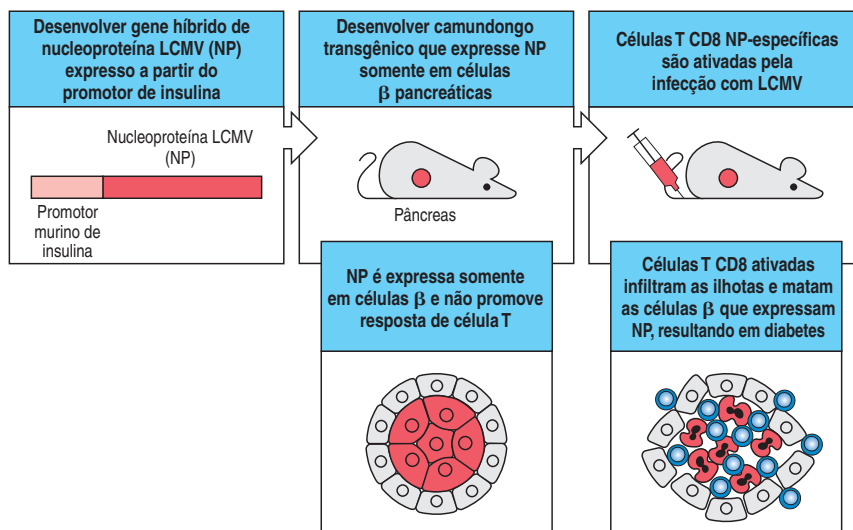 Desenvolver gene híbrido de
nucleoproteína LCMV (NP)
expresso a partir do
promotor de insulina
Nucleoproteína LCMV
(NP)
Promotor
murino de
insulina
Desenvolver camundongo
transgênico que expresse NP
somente em células
β pancreáticas
Pâncreas
Células T CD8 NP-específicas
são ativadas pela
infecção com LCMV
NP é expressa somente
em células β e não promove
resposta de célula T
Células T CD8 ativadas
infiltram as ilhotas e matam
as células β que expressam
NP, resultando em diabetes